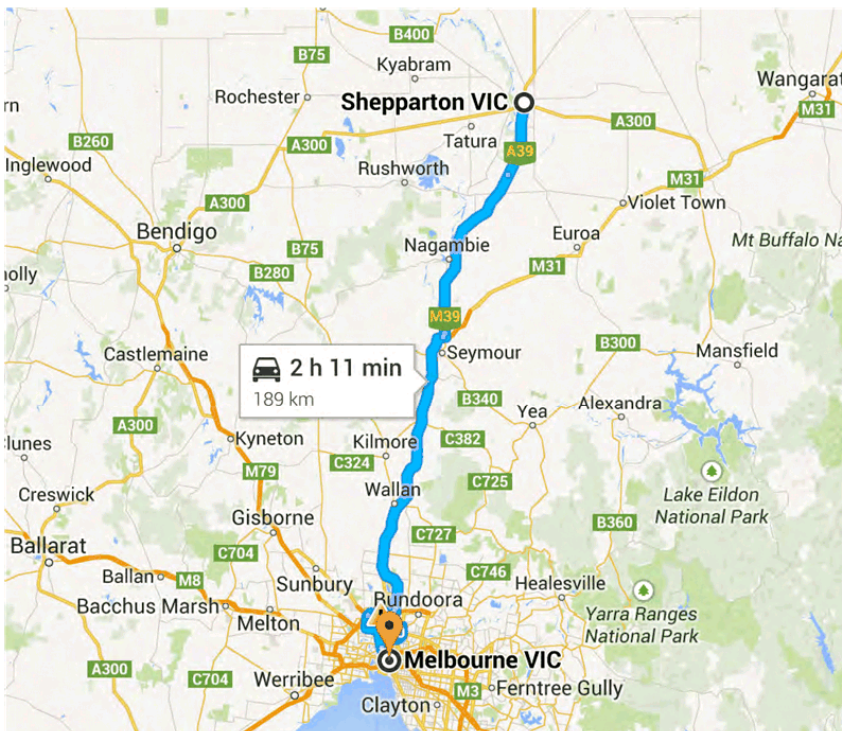 B400
B75
Kyabram
Wangarat
M31
Rochester
Shepparton VIC
rn
B260
A300
Tatura
A300
A300
A39
Inglewood
Rushworth
M31
A300
Violet Town
Bendigo
Euroa
B75
Nagambie
Mt Buffalo Na
holly
B280
M31
M39
Castlemaine
2 h 11 min
189 km
Seymour
B300
Mansfield
B340
Alexandra
A300
Yea
Clunes
Kyneton
Kilmore
C382
M79
C324
C725
Creswick
Wallan
Lake Eildon
National Park
Gisborne
C727
B360
Ballarat
C704
C746
Ballan
M8
Sunbury
Healesville
Bacchus Marsh
Melton
Bundoora
Yarra Ranges
National Park
A300
C704
Melbourne VIC
Werribee
M3
Ferntree Gully
Clayton